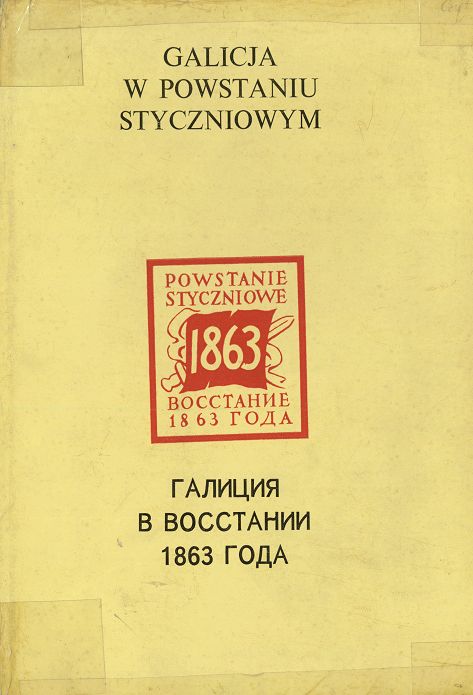 GALICJA
W POWSTANIU
STYCZNIOWYM
POWSTANIE
STYCZNIOWE
1863
ВОССТАНИЕ
1863 ГОДА
ГАЛИЦИЯ
В ВОССТАНИИ
1863 ГОДА